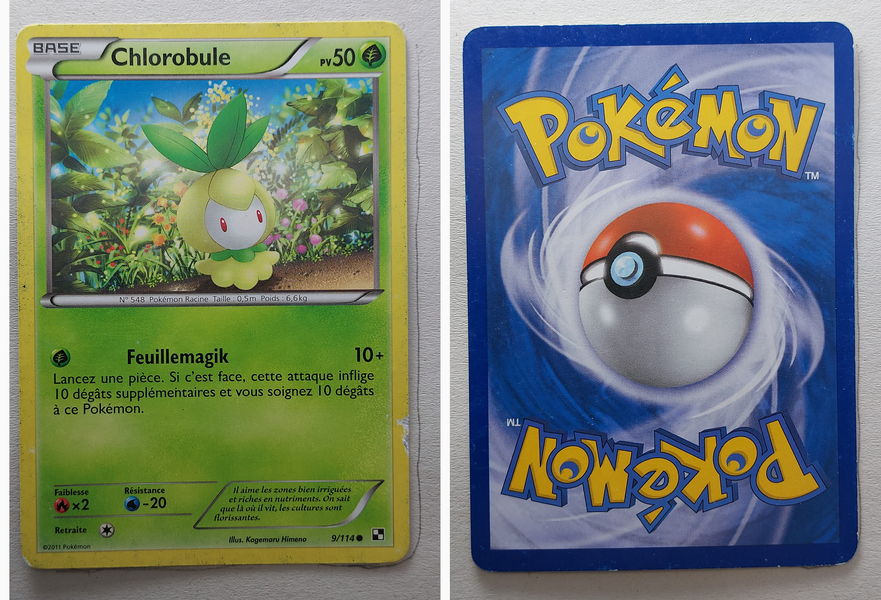 BASE
Chlorobule
PV 50
N° 548 Pokémon Racine Taille : 0,5m Poids : 6,6kg
Feuillemagik 10+
Lancez une pièce. Si c'est face, cette attaque inflige
10 dégâts supplémentaires et vous soignez 10 dégâts
à ce Pokémon.
Faiblesse
×2
Résistance
-20
Retraite
Il aime les zones bien irriguées
et riches en nutriments. On sait
que là où il vit, les cultures sont
florissantes.
©2011 Pokémon
Illus. Kagemaru Himeno
9/114
POKéMON
TM
TM
POKéMON